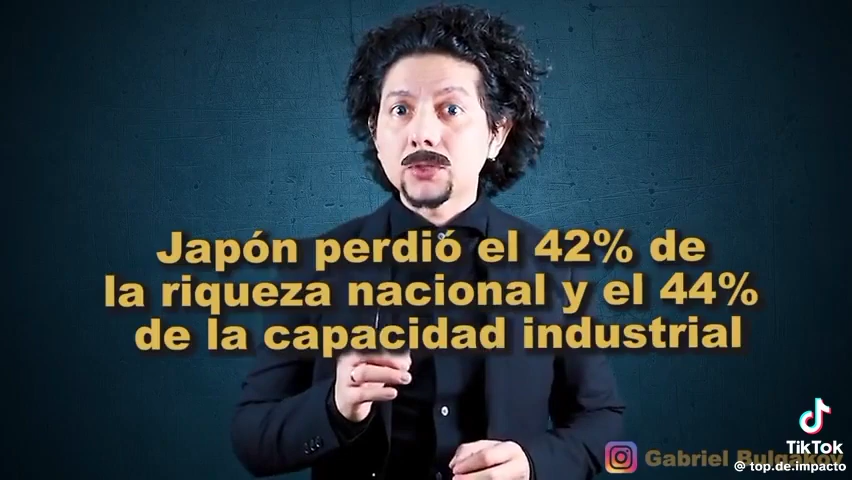 Japón perdió el 42% de
la riqueza nacional y el 44%
de la capacidad industrial
Gabriel Bulgakov
TikTok
@ top.de.impacto